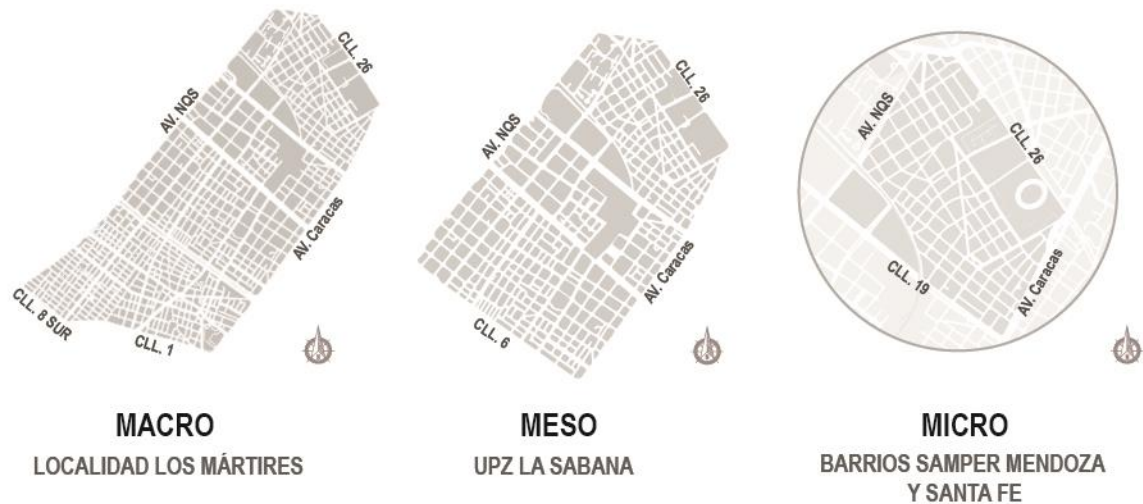 CLL. 26
AV. NQS
AV. Caracas
CLL. 8 SUR
CLL. 1
MACRO
LOCALIDAD LOS MÁRTIRES
CLL. 26
AV. NQS
AV. Caracas
CLL. 6
MESO
UPZ LA SABANA
AV. NQS
CLL. 26
CLL. 19
AV. Caracas
MICRO
BARRIOS SAMPER MENDOZA
Y SANTA FE